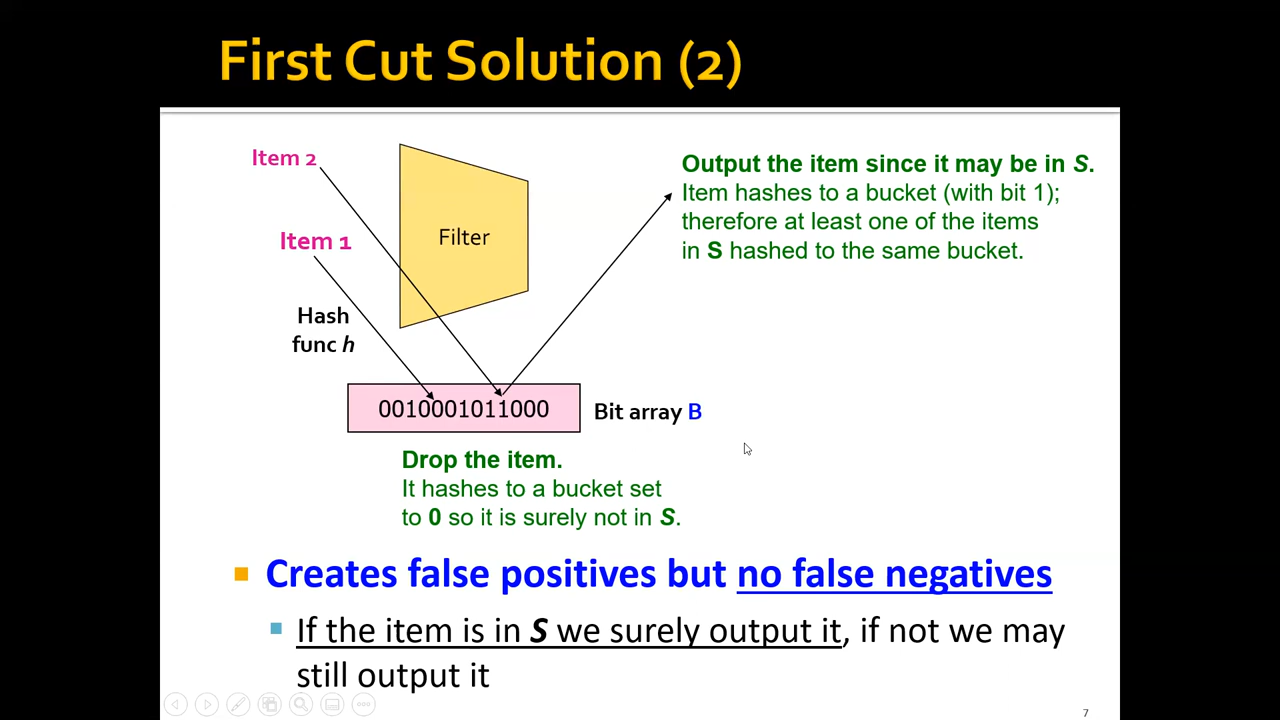 First Cut Solution (2)
Item 2
Item 1
Filter
Hash
func h
Output the item since it may be in S.
Item hashes to a bucket (with bit 1);
therefore at least one of the items
in S hashed to the same bucket.
0010001011000
Bit array B
Drop the item.
It hashes to a bucket set
to 0 so it is surely not in S.
Creates false positives but no false negatives
If the item is in S we surely output it, if not we may
still output it
7